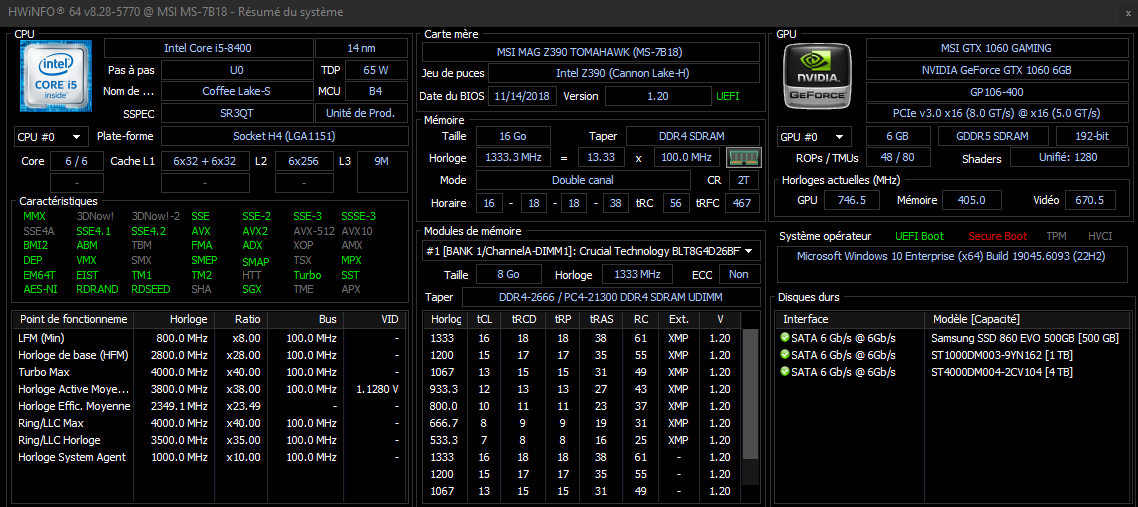 HWiNFO® 64 v8.28-5770 @ MSI MS-7B18 - Résumé du système
CPU
intel CORE i5 inside™
Intel Core i5-8400 14 nm
Pas à pas U0 TDP 65 W
Nom de ... Coffee Lake-S MCU B4
SSPEC SR3QT Unité de Prod.
CPU #0 Plate-forme Socket H4 (LGA1151)
Core 6 / 6 Cache L1 6x32 + 6x32 L2 6x256 L3 9M
- - - -
Caractéristiques
MMX 3DNow! 3DNow!-2 SSE SSE-2 SSE-3 SSSE-3
SSE4A SSE4.1 SSE4.2 AVX AVX2 AVX-512 AVX10
BMI2 ABM TBM FMA ADX XOP AMX
DEP VMX SMX SMEP SMAP TSX MPX
EM64T EIST TM1 TM2 HTT Turbo SST
AES-NI RDRAND RDSEED SHA SGX TME APX
Point de fonctionneme Horloge Ratio Bus VID
LFM (Min) 800.0 MHz x8.00 100.0 MHz -
Horloge de base (HFM) 2800.0 MHz x28.00 100.0 MHz -
Turbo Max 4000.0 MHz x40.00 100.0 MHz -
Horloge Active Moye... 3800.0 MHz x38.00 100.0 MHz 1.1280 V
Horloge Effic. Moyenne 2349.1 MHz x23.49 - -
Ring/LLC Max 4000.0 MHz x40.00 100.0 MHz -
Ring/LLC Horloge 3500.0 MHz x35.00 100.0 MHz -
Horloge System Agent 1000.0 MHz x10.00 100.0 MHz -
Carte mère
MSI MAG Z390 TOMAHAWK (MS-7B18)
Jeu de puces Intel Z390 (Cannon Lake-H)
Date du BIOS 11/14/2018 Version 1.20 UEFI
Mémoire
Taille 16 Go Taper DDR4 SDRAM
Horloge 1333.3 MHz = 13.33 x 100.0 MHz
Mode Double canal CR 2T
Horaire 16 - 18 - 18 - 38 tRC 56 tRFC 467
Modules de mémoire
#1 [BANK 1/ChannelA-DIMM1]: Crucial Technology BLT8G4D26BF
Taille 8 Go Horloge 1333 MHz ECC Non
Taper DDR4-2666 / PC4-21300 DDR4 SDRAM UDIMM
Horlog tCL tRCD tRP tRAS RC Ext. V
1333 16 18 18 38 61 XMP 1.20
1200 15 17 17 35 55 XMP 1.20
1067 13 15 15 31 49 XMP 1.20
933.3 12 13 13 27 43 XMP 1.20
800.0 10 11 11 23 37 XMP 1.20
666.7 8 9 9 19 31 XMP 1.20
533.3 7 8 8 16 25 XMP 1.20
1333 16 18 18 38 61 - 1.20
1200 15 17 17 35 55 - 1.20
1067 13 15 15 31 49 - 1.20
GPU
NVIDIA GEFORCE
MSI GTX 1060 GAMING
NVIDIA GeForce GTX 1060 6GB
GP106-400
PCIe v3.0 x16 (8.0 GT/s) @ x16 (5.0 GT/s)
GPU #0 6 GB GDDR5 SDRAM 192-bit
ROPs / TMUs 48 / 80 Shaders Unifié: 1280
Horloges actuelles (MHz)
GPU 746.5 Mémoire 405.0 Vidéo 670.5
Système opérateur UEFI Boot Secure Boot TPM HVCI
Microsoft Windows 10 Enterprise (x64) Build 19045.6093 (22H2)
Disques durs
Interface Modèle [Capacité]
SATA 6 Gb/s @ 6Gb/s Samsung SSD 860 EVO 500GB [500 GB]
SATA 6 Gb/s @ 6Gb/s ST1000DM003-9YN162 [1 TB]
SATA 6 Gb/s @ 6Gb/s ST4000DM004-2CV104 [4 TB]